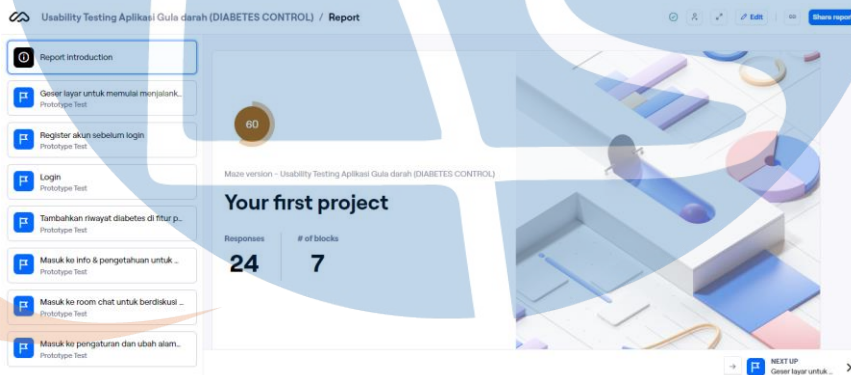 Usability Testing Aplikasi Gula darah (DIABETES CONTROL) / Report
Edit
Share report
Report introduction
Geser layar untuk memulai menjalank...
Prototype Test
Register akun sebelum login
Prototype Test
Login
Prototype Test
Tambahkan riwayat diabetes di fitur p...
Prototype Test
Masuk ke info & pengetahuan untuk ...
Prototype Test
Masuk ke room chat untuk berdiskusi ...
Prototype Test
Masuk ke pengaturan dan ubah alam...
Prototype Test
60
Maze version - Usability Testing Aplikasi Gula darah (DIABETES CONTROL)
Your first project
Responses # of blocks
24 7
NEXT UP
Geser layar untuk...